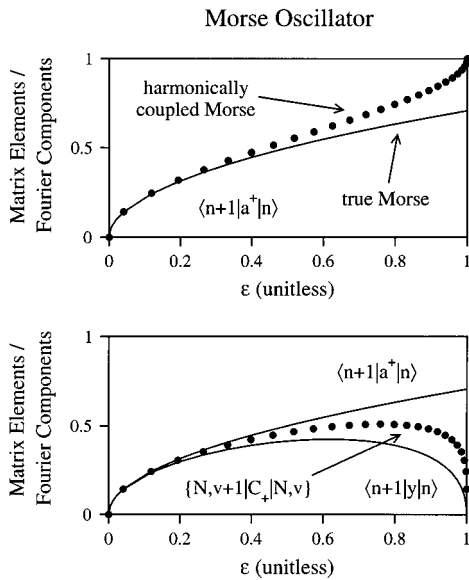 Morse Oscillator
Matrix Elements /
Fourier Components
1
0.5
0
harmonically
coupled Morse
true Morse
⟨n+1|a⁺|n⟩
0 0.2 0.4 0.6 0.8 1
ε (unitless)
Matrix Elements /
Fourier Components
1
0.5
0
⟨n+1|a⁺|n⟩
{N,v+1|C₊|N,v} ⟨n+1|y|n⟩
0 0.2 0.4 0.6 0.8 1
ε (unitless)